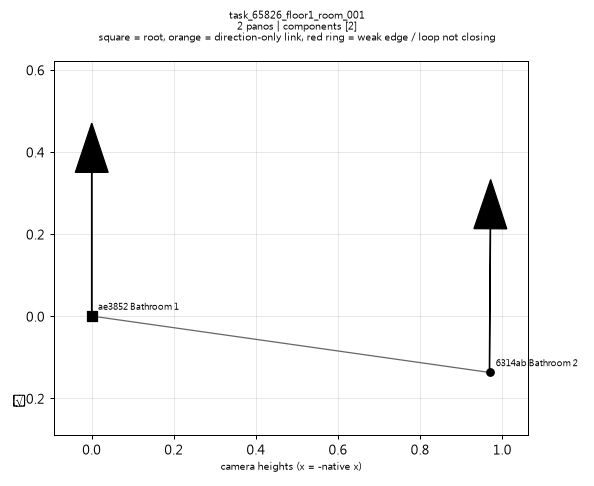 task_65826_floor1_room_001
2 panos | components [2]
square = root, orange = direction-only link, red ring = weak edge / loop not closing
0.6
0.4
0.2
ae3852 Bathroom 1
0.0
6314ab Bathroom 2
0.2
0.0 0.2 0.4 0.6 0.8 1.0
camera heights (x = -native x)